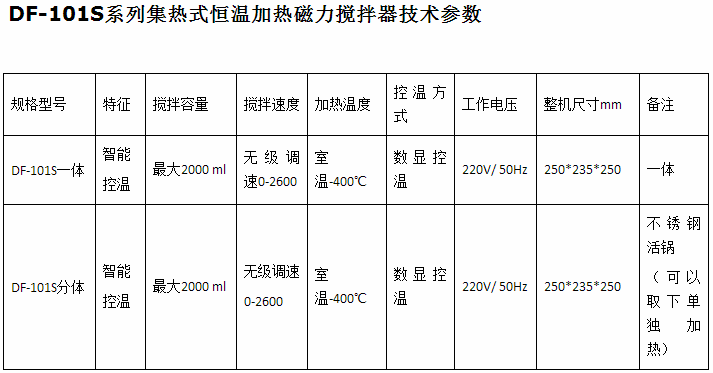 DF-101S系列集热式恒温加热磁力搅拌器技术参数
规格型号 特征 搅拌容量 搅拌速度 加热温度 控温方式 工作电压 整机尺寸mm 备注
DF-101S一体 智能控温 最大2000 ml 无级调速0-2600 室温-400℃ 数显控温 220V/ 50Hz 250*235*250 一体
DF-101S分体 智能控温 最大2000 ml 无级调速0-2600 室温-400℃ 数显控温 220V/ 50Hz 250*235*250 不锈钢活锅（可以取下单独加热）